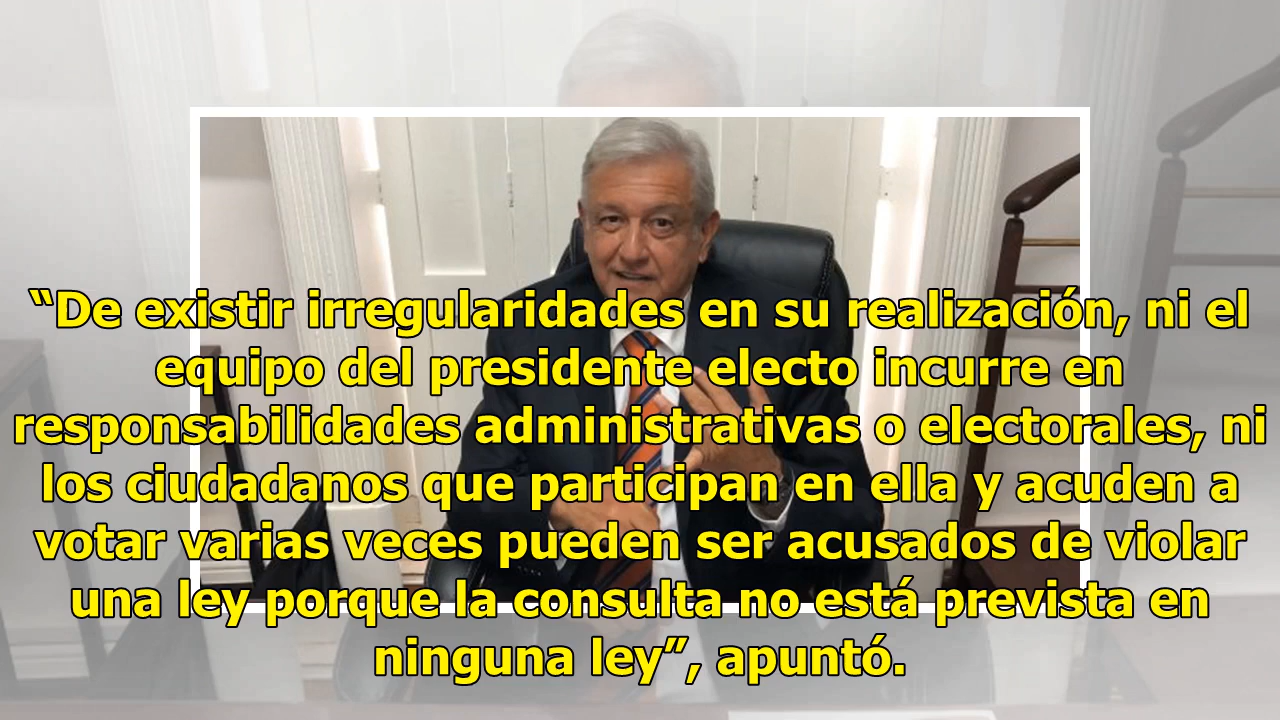 “De existir irregularidades en su realización, ni el
equipo del presidente electo incurre en
responsabilidades administrativas o electorales, ni
los ciudadanos que participan en ella y acuden a
votar varias veces pueden ser acusados de violar
una ley porque la consulta no está prevista en
ninguna ley”, apuntó.